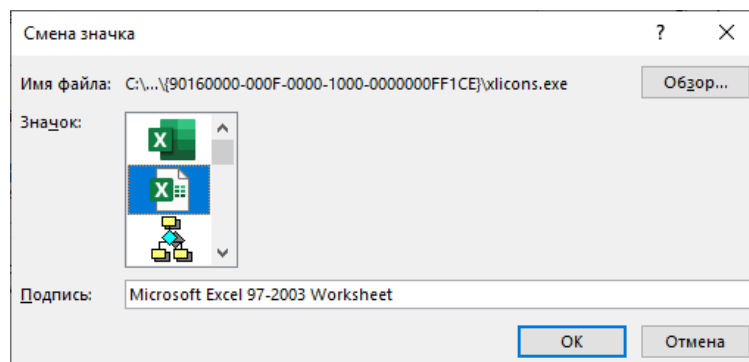 Смена значка
?
Имя файла: C:\...\{90160000-000F-0000-1000-0000000FF1CE}\xlicons.exe
Обзор...
Значок:
X
X
Подпись: Microsoft Excel 97-2003 Worksheet
ОК Отмена